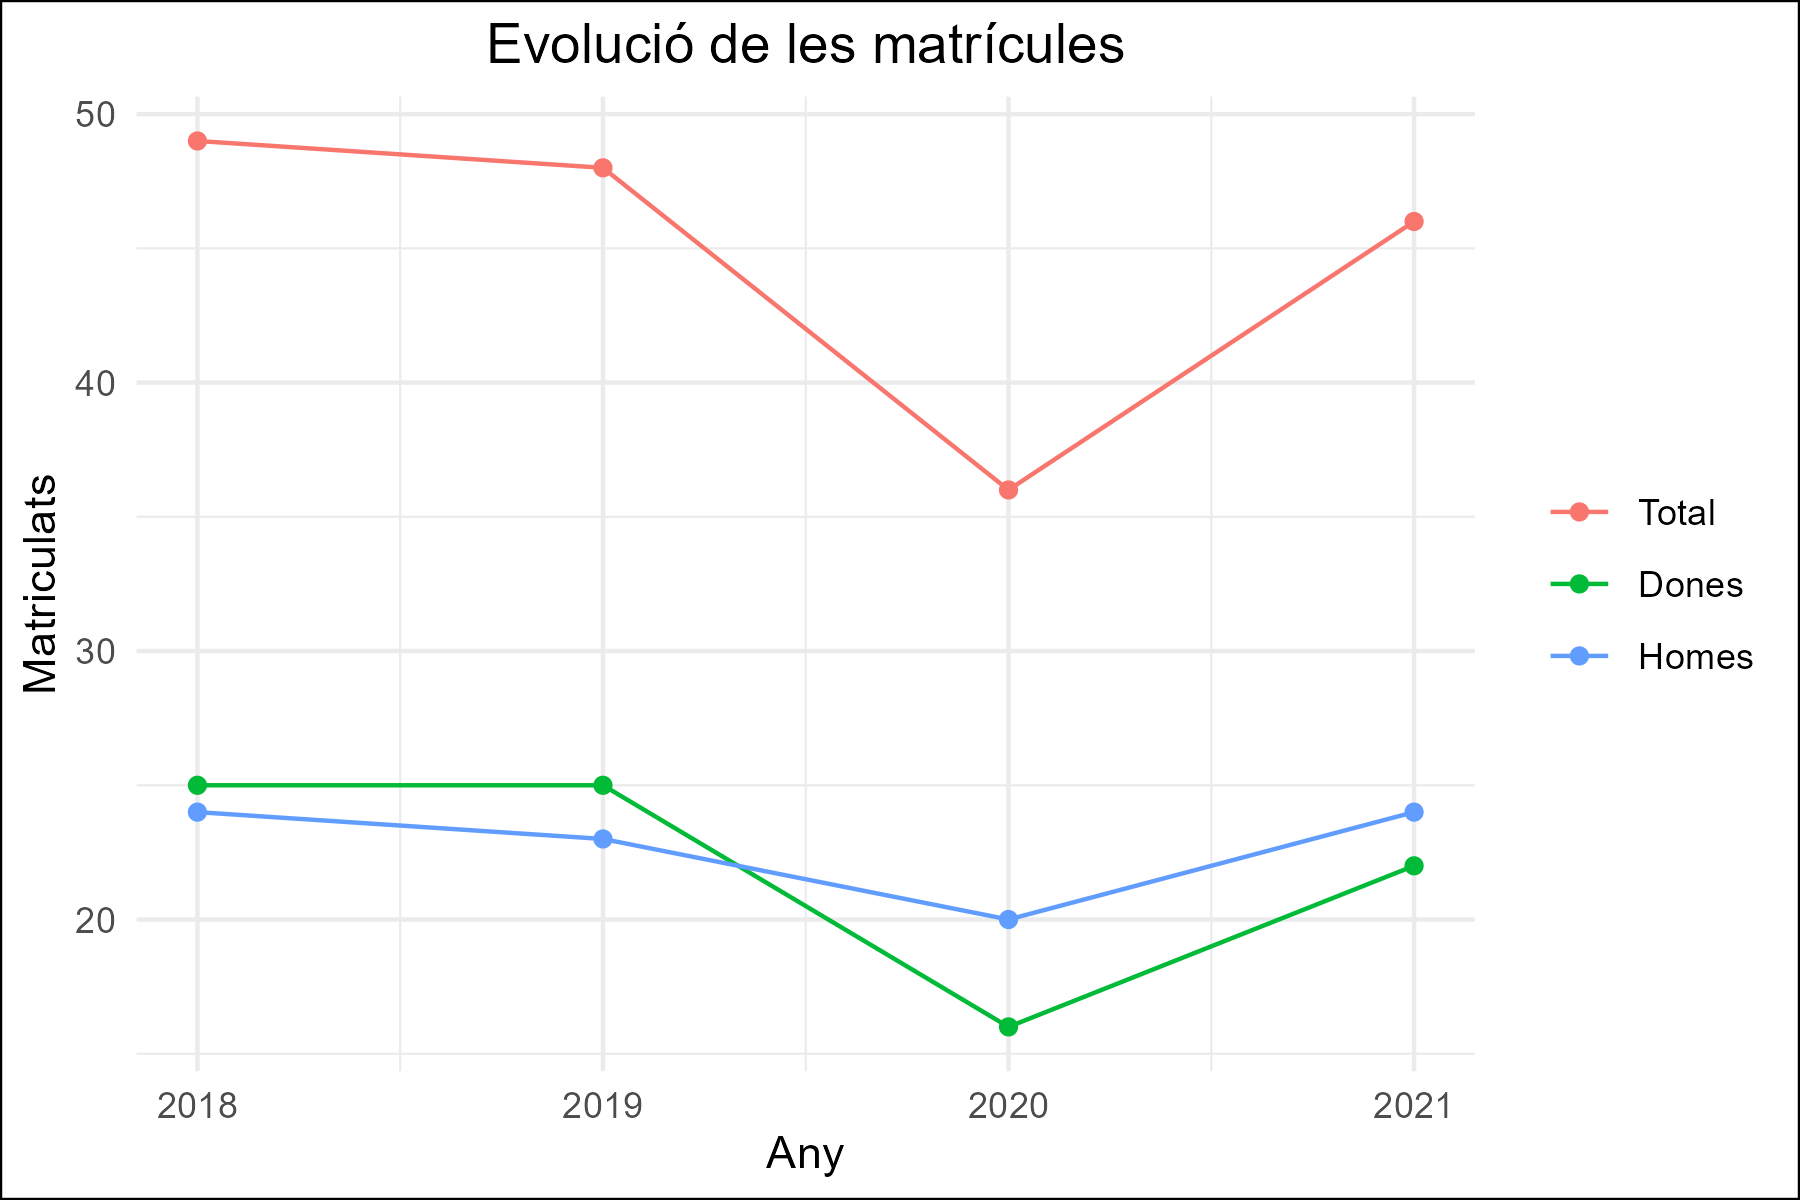 Evolució de les matrícules
50
40
30
20
Matriculats
2018 2019 2020 2021
Any
Total
Dones
Homes